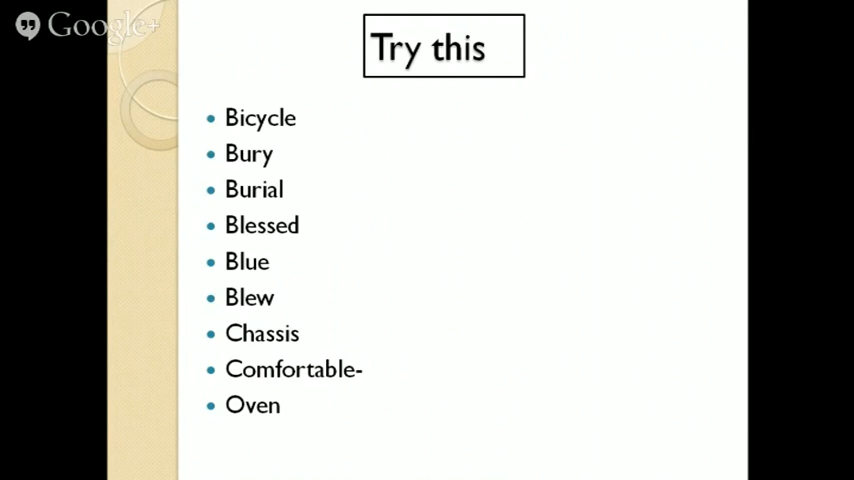 Google+
Try this
Bicycle
Bury
Burial
Blessed
Blue
Blew
Chassis
Comfortable-
Oven